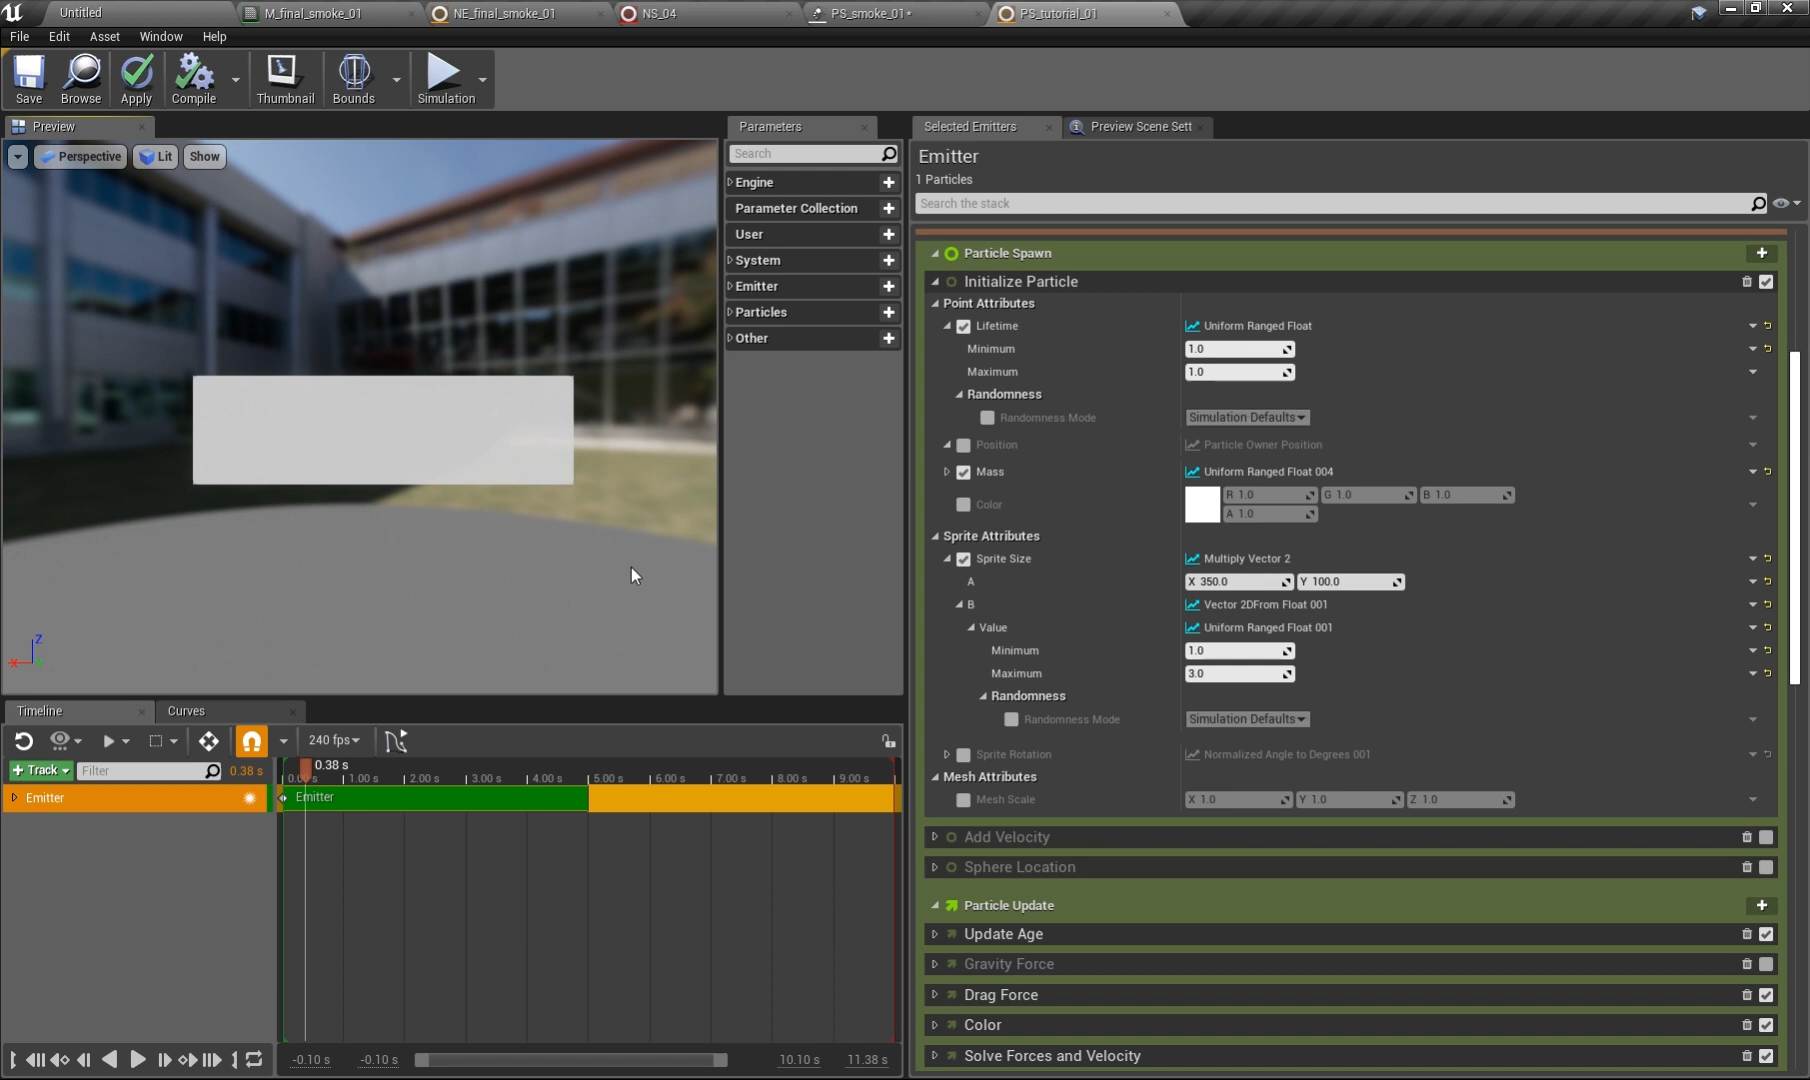 Untitled
M_final_smoke_01
NE_final_smoke_01
NS_04
PS_smoke_01•
PS_tutorial_01
File Edit Asset Window Help
Save Browse Apply Compile Thumbnail Bounds Simulation
Preview
Perspective Lit Show
Parameters
Search
Engine
Parameter Collection
User
System
Emitter
Particles
Other
Selected Emitters
Preview Scene Sett
Emitter
1 Particles
Search the stack
Particle Spawn
Initialize Particle
Point Attributes
Lifetime Uniform Ranged Float
Minimum 1.0
Maximum 1.0
Randomness
Randomness Mode Simulation Defaults
Position Particle Owner Position
Mass Uniform Ranged Float 004
Color R 1.0 G 1.0 B 1.0
A 1.0
Sprite Attributes
Sprite Size Multiply Vector 2
A X 350.0 Y 100.0
B Vector 2DFrom Float 001
Value Uniform Ranged Float 001
Minimum 1.0
Maximum 3.0
Randomness
Randomness Mode Simulation Defaults
Sprite Rotation Normalized Angle to Degrees 001
Mesh Attributes
Mesh Scale X 1.0 Y 1.0 Z 1.0
Add Velocity
Sphere Location
Particle Update
Update Age
Gravity Force
Drag Force
Color
Solve Forces and Velocity
Z
X
Timeline
Curves
240 fps
Track Filter 0.38 s
0.38 s
0.00 s 1.00 s 2.00 s 3.00 s 4.00 s 5.00 s 6.00 s 7.00 s 8.00 s 9.00 s
Emitter
Emitter
-0.10 s -0.10 s 10.10 s 11.38 s